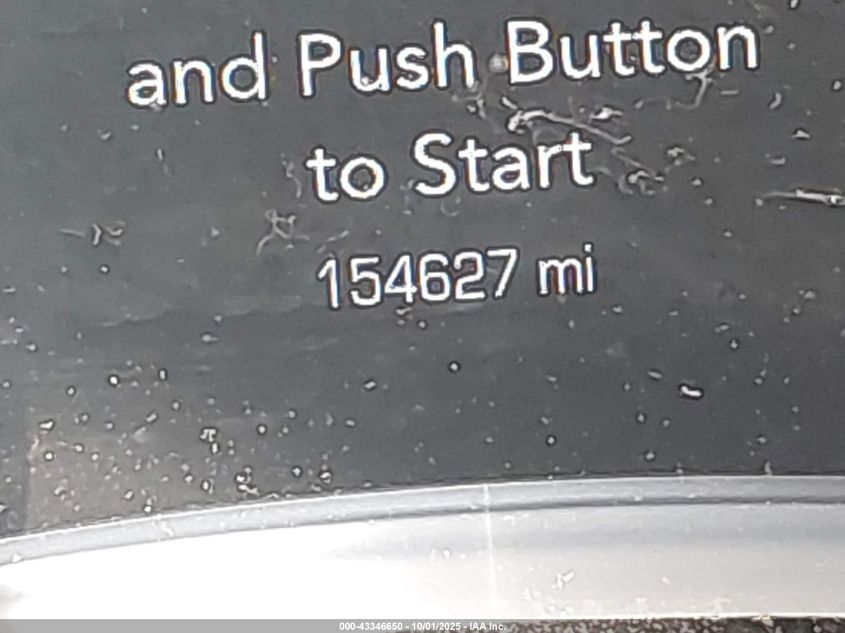 and Push Button
to Start
154627 mi
000-43346650 - 10/01/2025 - IAA Inc.